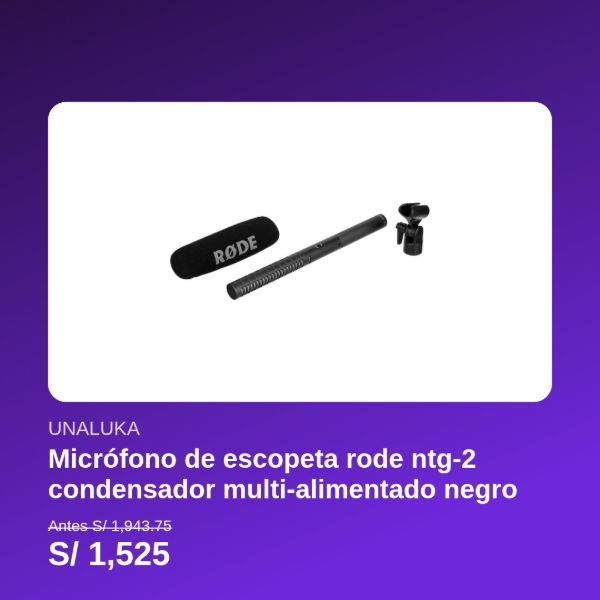 RØDE
UNALUKA
Micrófono de escopeta rode ntg-2
condensador multi-alimentado negro
Antes S/ 1,943.75
S/ 1,525